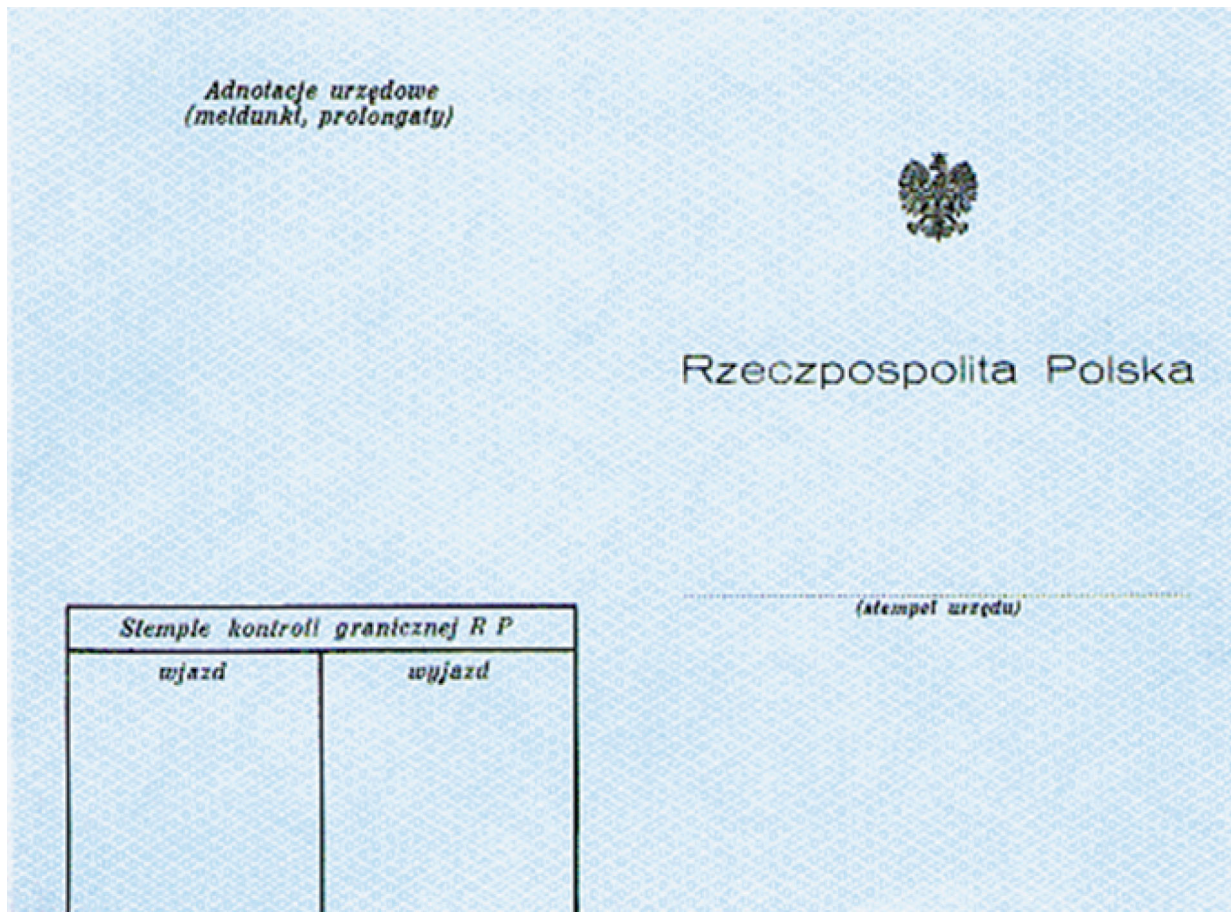 Adnotacje urzędowe
(meldunki, prolongaty)
Rzeczpospolita Polska
(stempel urzędu)
Stemple kontroli granicznej R P
wjazd wyjazd